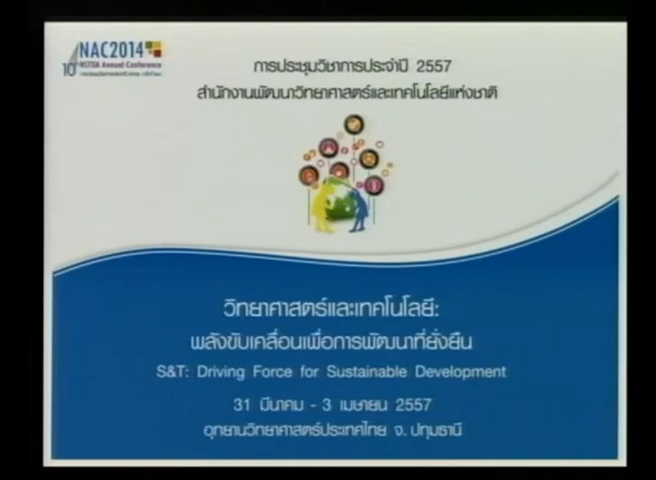 NAC2014
NSTDA Annual Conference
10
การประชุมวิชาการประจำปี 2557
สำนักงานพัฒนาวิทยาศาสตร์และเทคโนโลยีแห่งชาติ
วิทยาศาสตร์และเทคโนโลยี:
พลังขับเคลื่อนเพื่อการพัฒนาที่ยั่งยืน
S&T: Driving Force for Sustainable Development
31 มีนาคม - 3 เมษายน 2557
อุทยานวิทยาศาสตร์ประเทศไทย จ. ปทุมธานี